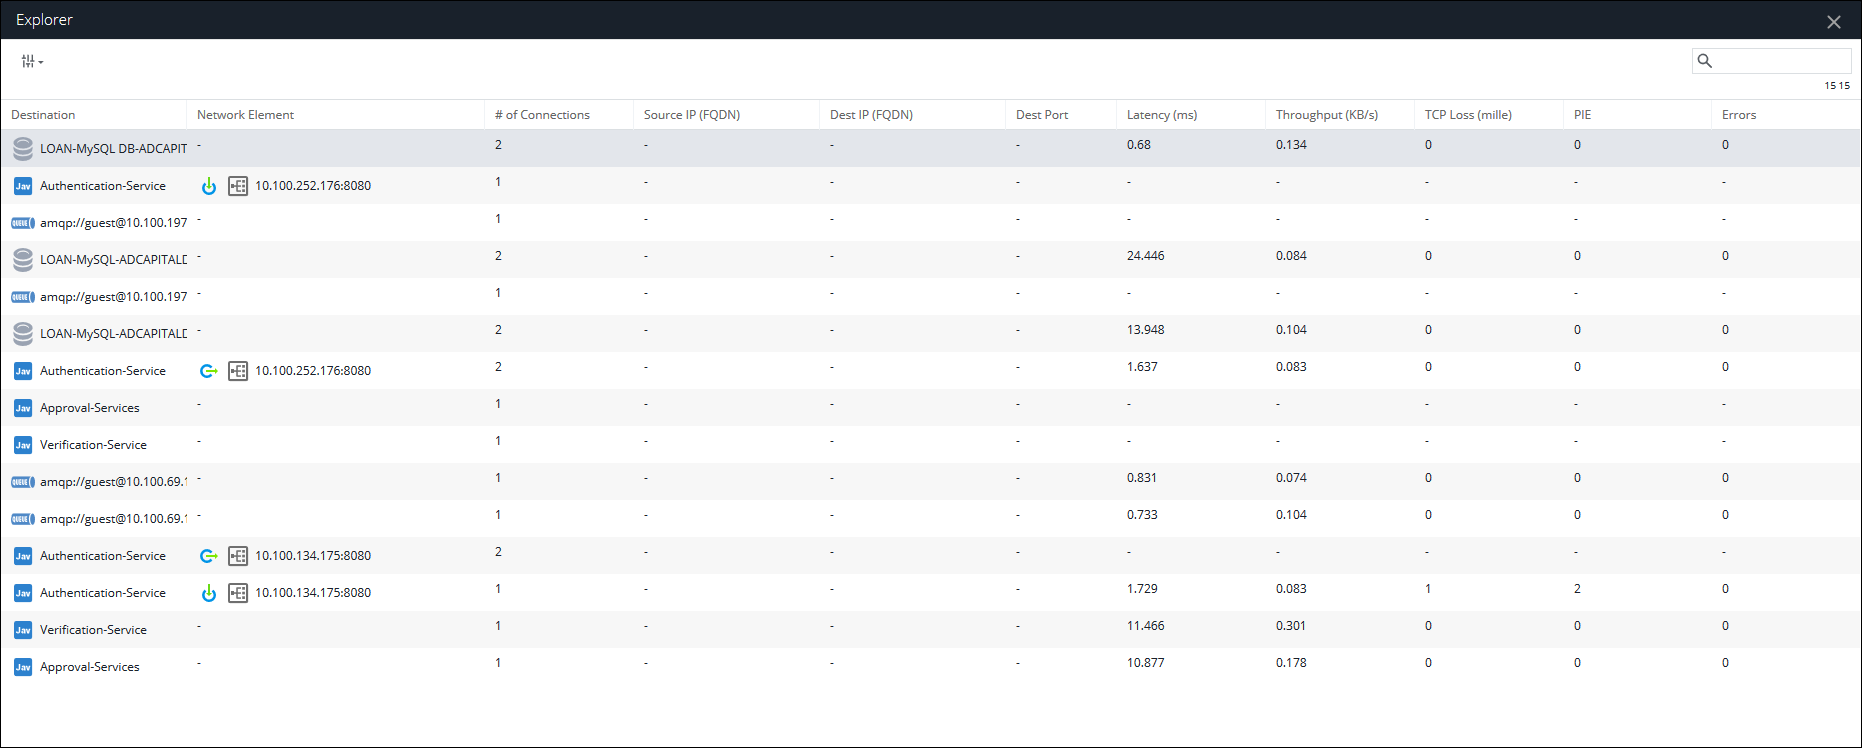 Explorer
15 15
Destination Network Element # of Connections Source IP (FQDN) Dest IP (FQDN) Dest Port Latency (ms) Throughput (KB/s) TCP Loss (mille) PIE Errors
LOAN-MySQL DB-ADCAPIT - 2 - - - 0.68 0.134 0 0 0
Jav Authentication-Service 10.100.252.176:8080 1 - - - - - - - -
QUEUE amqp://guest@10.100.197 - 1 - - - - - - - -
LOAN-MySQL-ADCAPITALD - 2 - - - 24.446 0.084 0 0 0
QUEUE amqp://guest@10.100.197 - 1 - - - - - - - -
LOAN-MySQL-ADCAPITALD - 2 - - - 13.948 0.104 0 0 0
Jav Authentication-Service 10.100.252.176:8080 2 - - - 1.637 0.083 0 0 0
Jav Approval-Services - 1 - - - - - - - -
Jav Verification-Service - 1 - - - - - - - -
QUEUE amqp://guest@10.100.69.1 - 1 - - - 0.831 0.074 0 0 0
QUEUE amqp://guest@10.100.69.1 - 1 - - - 0.733 0.104 0 0 0
Jav Authentication-Service 10.100.134.175:8080 2 - - - - - - - -
Jav Authentication-Service 10.100.134.175:8080 1 - - - 1.729 0.083 1 2 0
Jav Verification-Service - 1 - - - 11.466 0.301 0 0 0
Jav Approval-Services - 1 - - - 10.877 0.178 0 0 0